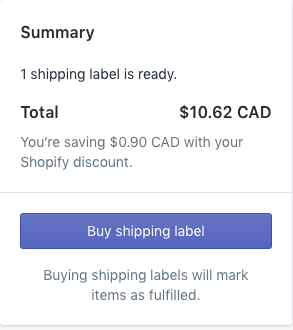 Summary
1 shipping label is ready.
Total $10.62 CAD
You're saving $0.90 CAD with your
Shopify discount.
Buy shipping label
Buying shipping labels will mark
items as fulfilled.